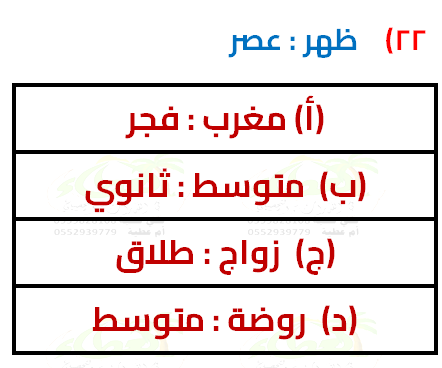 ٢٢) ظهر : عصر
(أ) مغرب : فجر
(ب) متوسط : ثانوي
(ج) زواج : طلاق
(د) روضة : متوسط
0552939779 أم عطية
0552939779 أم عطية